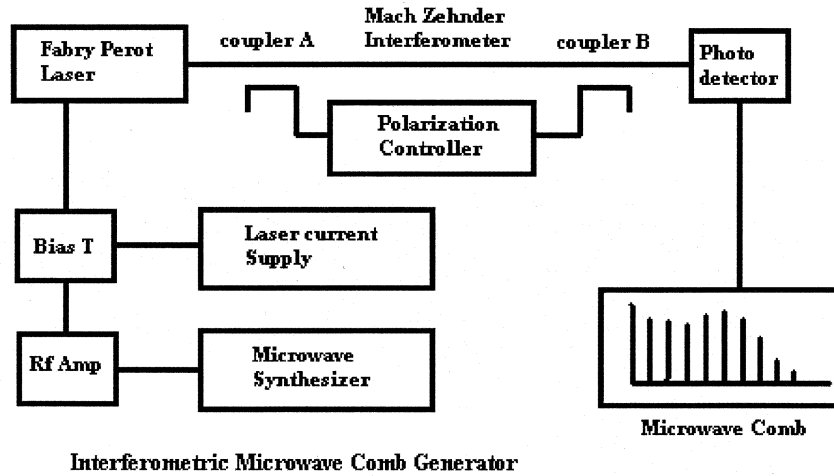 Fabry Perot
Laser
coupler A
Mach Zehnder
Interferometer
coupler B
Photo
detector
Polarization
Controller
Bias T
Laser current
Supply
Rf Amp
Microwave
Synthesizer
Microwave Comb
Interferometric Microwave Comb Generator